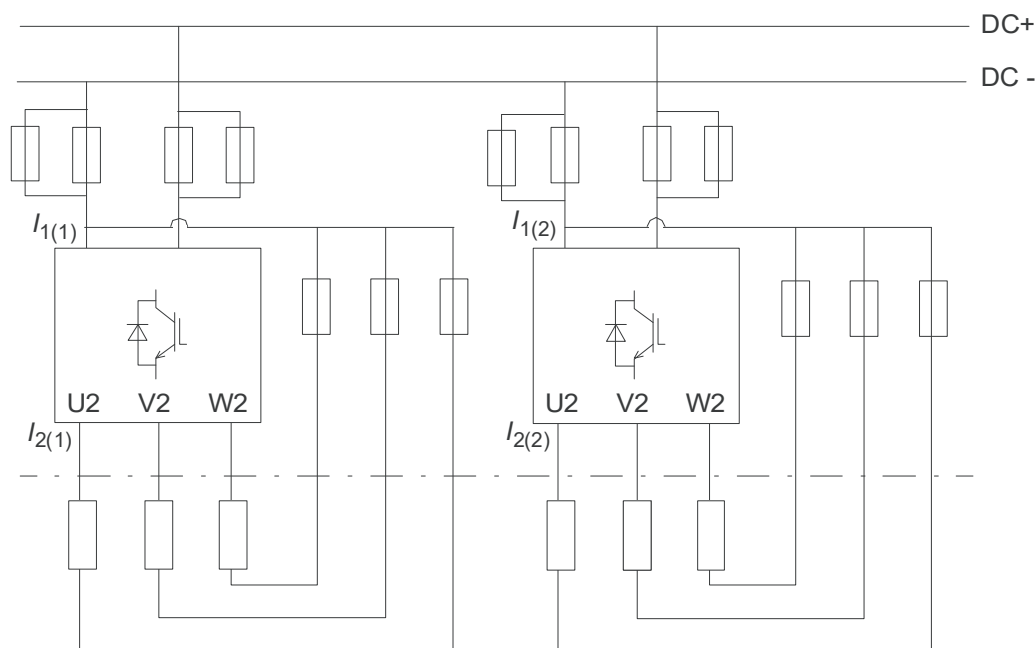 DC+
DC -
I1(1)
I1(2)
U2 V2 W2
U2 V2 W2
I2(1)
I2(2)